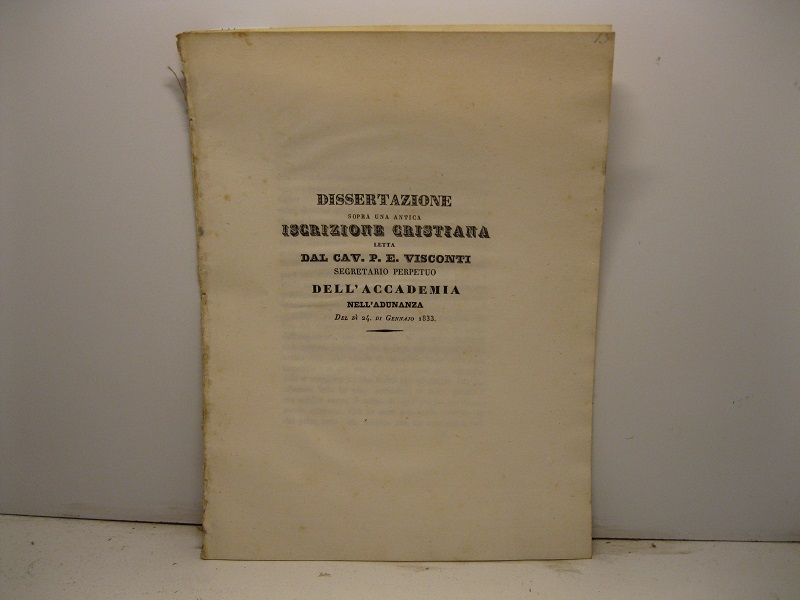 DISSERTAZIONE
SOPRA UNA ANTICA
ISCRIZIONE CRISTIANA
LETTA
DAL CAV. P. E. VISCONTI
SEGRETARIO PERPETUO
DELL'ACCADEMIA
NELL'ADUNANZA
DEL DÌ 24. DI GENNAIO 1833.